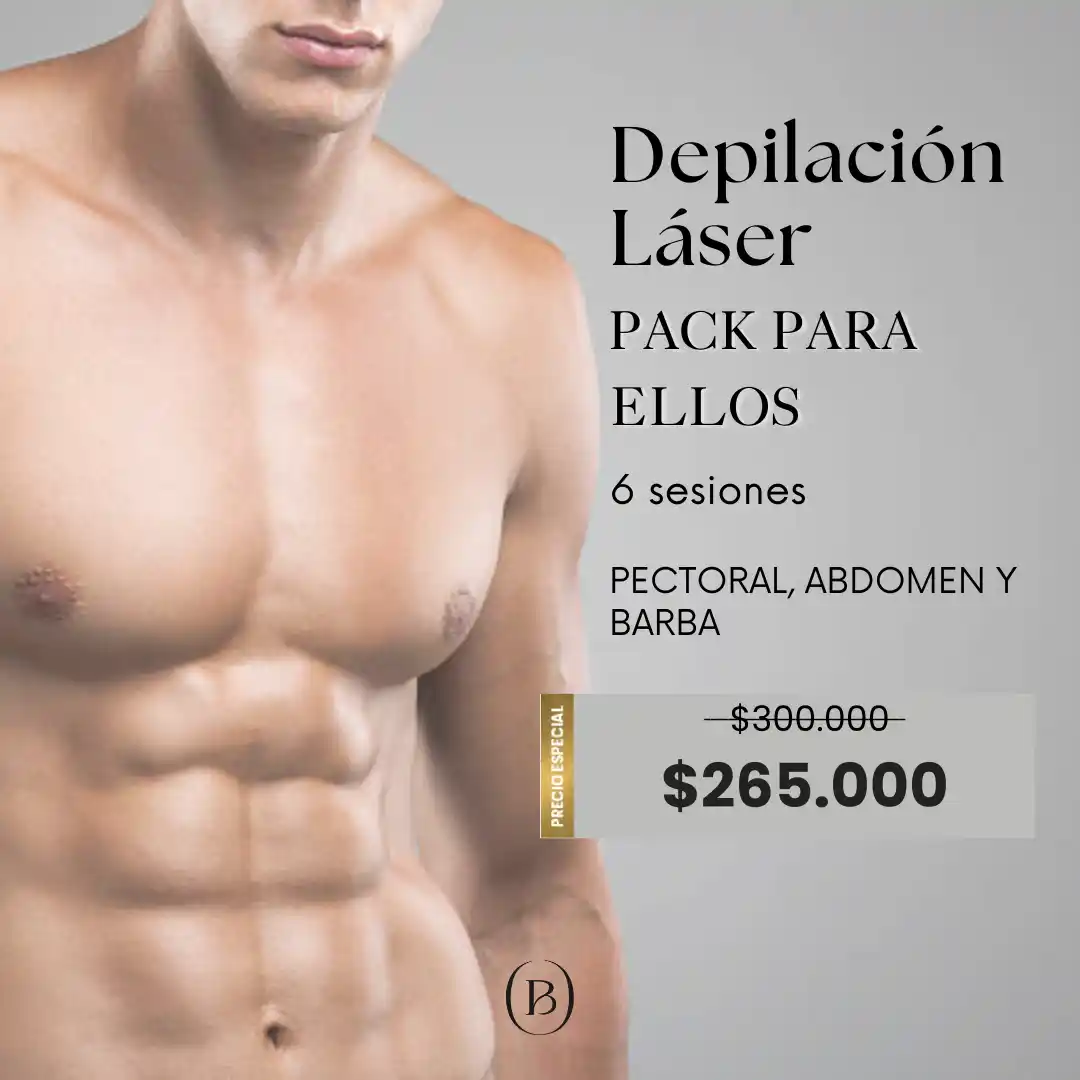 Depilación
Láser
PACK PARA
ELLOS
6 sesiones
PECTORAL, ABDOMEN Y
BARBA
PRECIO ESPECIAL
$300.000
$265.000
B